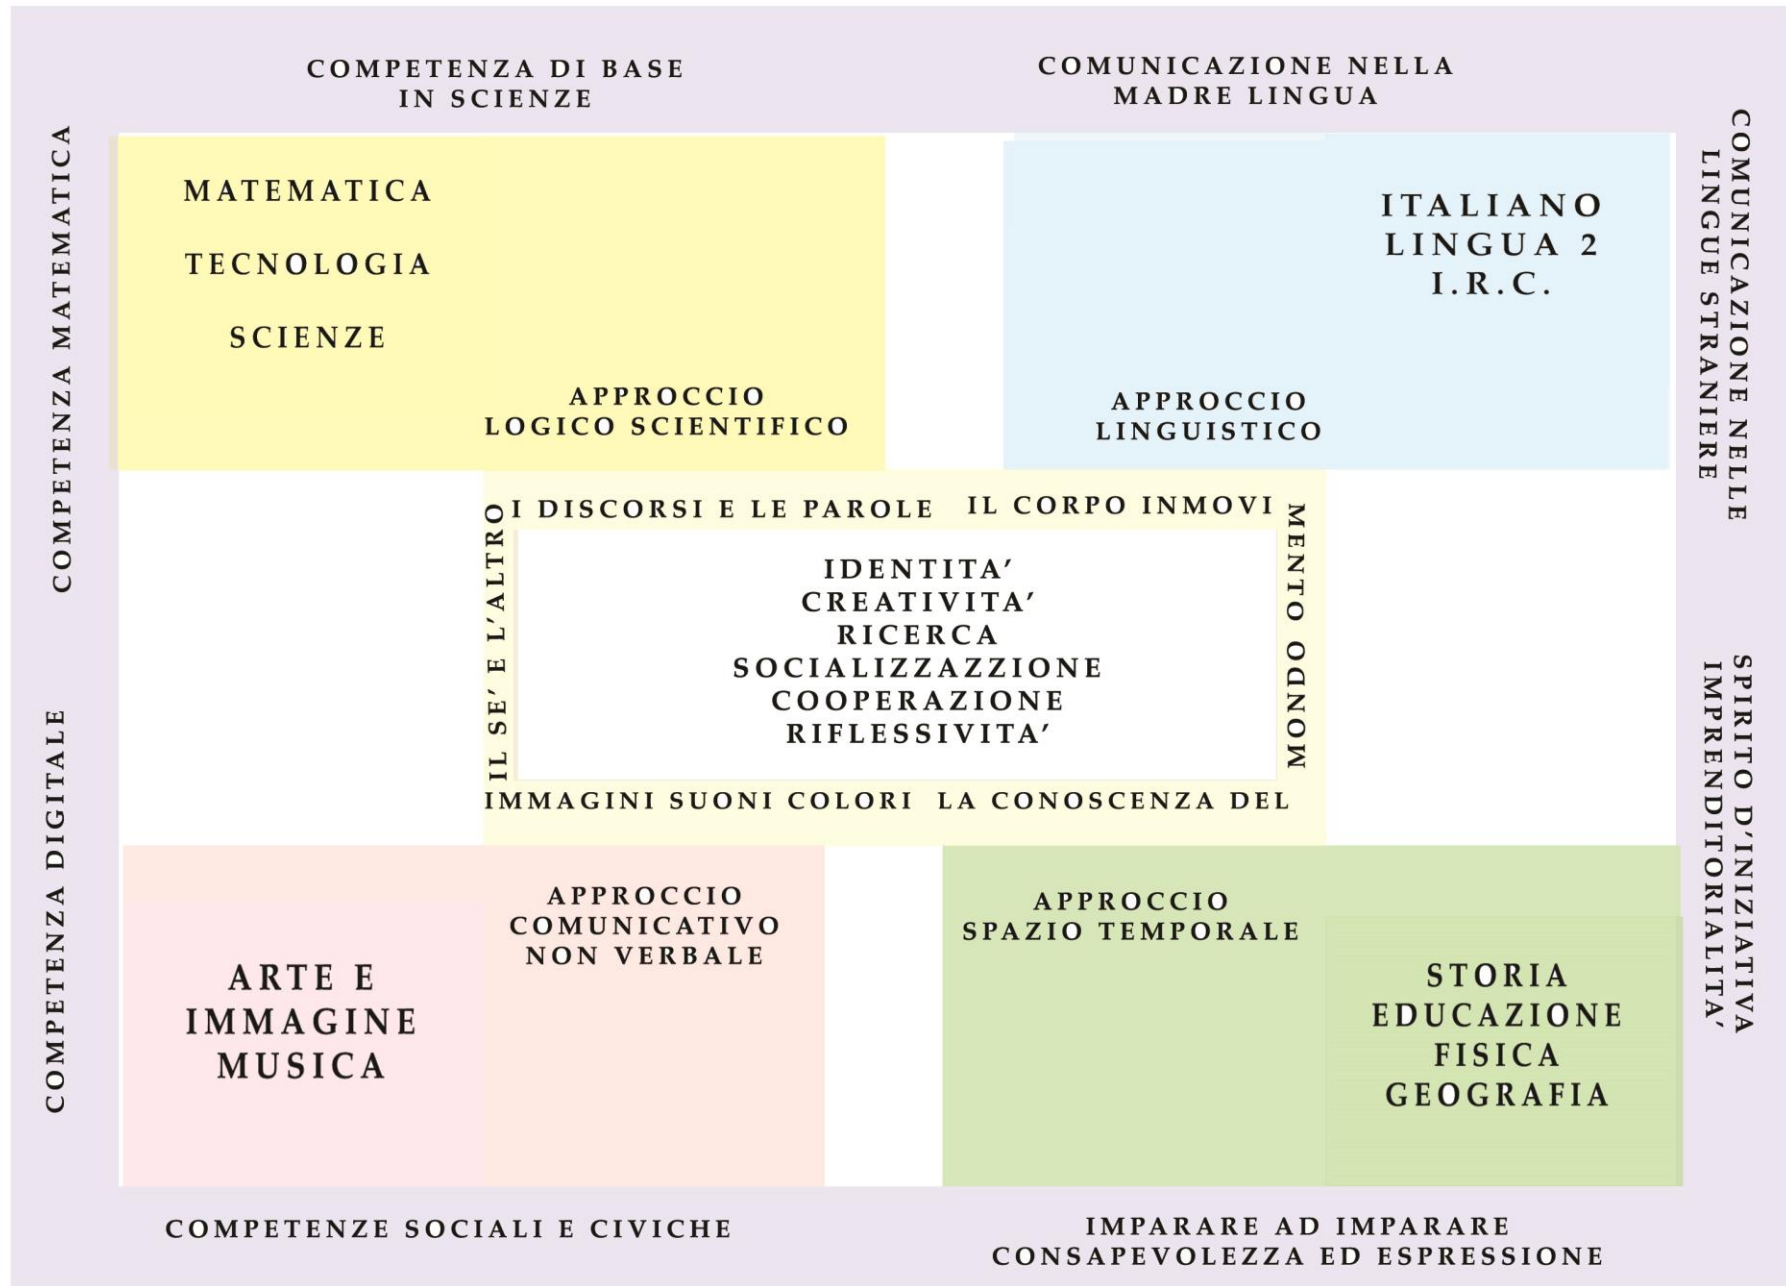 COMPETENZA DI BASE
IN SCIENZE
COMUNICAZIONE NELLA
MADRE LINGUA
COMPETENZA MATEMATICA
COMPETENZA DIGITALE
COMUNICAZIONE NELLE
LINGUE STRANIERE
SPIRITO D'INIZIATIVA
IMPRENDITORIALITA'
MATEMATICA
TECNOLOGIA
SCIENZE
APPROCCIO
LOGICO SCIENTIFICO
ITALIANO
LINGUA 2
I.R.C.
APPROCCIO
LINGUISTICO
IL SE' E L'ALTRO
I DISCORSI E LE PAROLE
IL CORPO INMOVI
MENTO
IDENTITA'
CREATIVITA'
RICERCA
SOCIALIZZAZZIONE
COOPERAZIONE
RIFLESSIVITA'
IMMAGINI SUONI COLORI
LA CONOSCENZA DEL
MONDO
APPROCCIO
COMUNICATIVO
NON VERBALE
ARTE E
IMMAGINE
MUSICA
APPROCCIO
SPAZIO TEMPORALE
STORIA
EDUCAZIONE
FISICA
GEOGRAFIA
COMPETENZE SOCIALI E CIVICHE
IMPARARE AD IMPARARE
CONSAPEVOLEZZA ED ESPRESSIONE